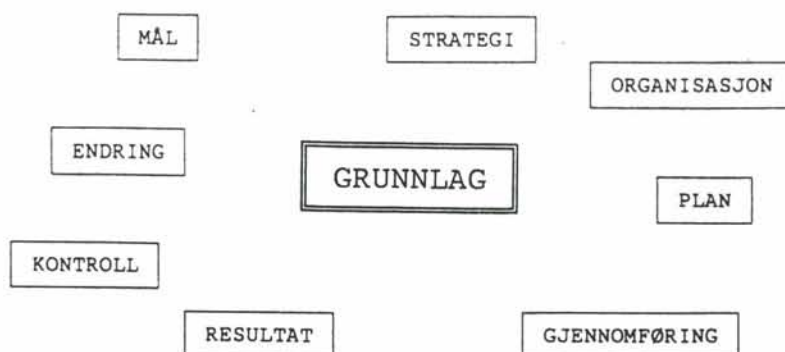 MÅL
STRATEGI
ORGANISASJON
ENDRING
GRUNNLAG
PLAN
KONTROLL
RESULTAT
GJENNOMFØRING